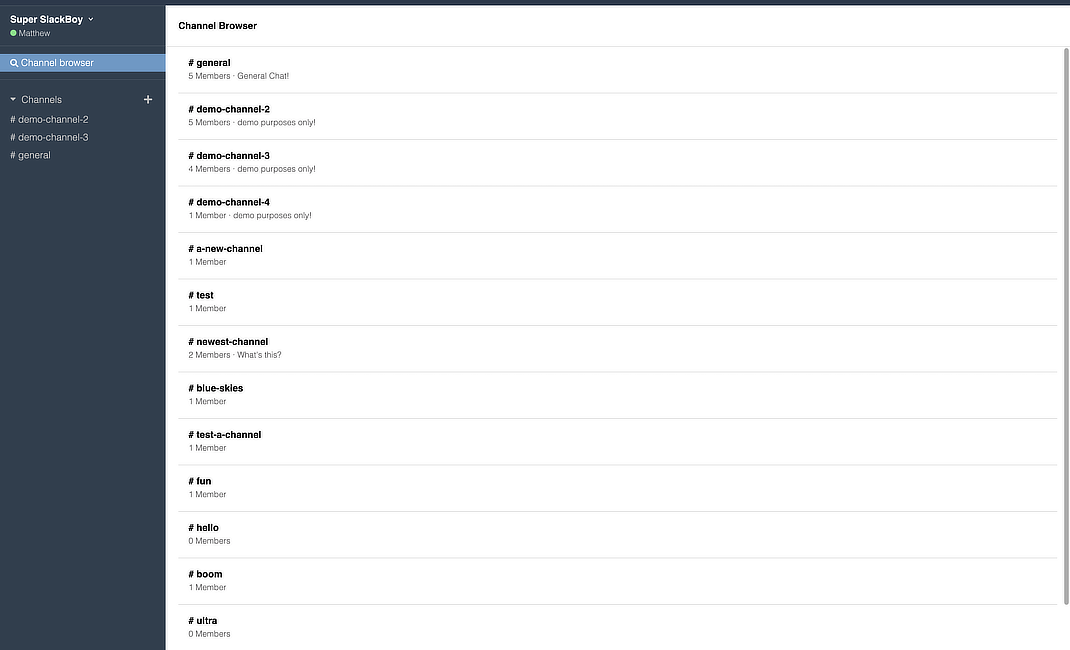 Super SlackBoy
Matthew
Channel browser
Channels +
# demo-channel-2
# demo-channel-3
# general
Channel Browser
# general
5 Members · General Chat!
# demo-channel-2
5 Members · demo purposes only!
# demo-channel-3
4 Members · demo purposes only!
# demo-channel-4
1 Member · demo purposes only!
# a-new-channel
1 Member
# test
1 Member
# newest-channel
2 Members · What's this?
# blue-skies
1 Member
# test-a-channel
1 Member
# fun
1 Member
# hello
0 Members
# boom
1 Member
# ultra
0 Members